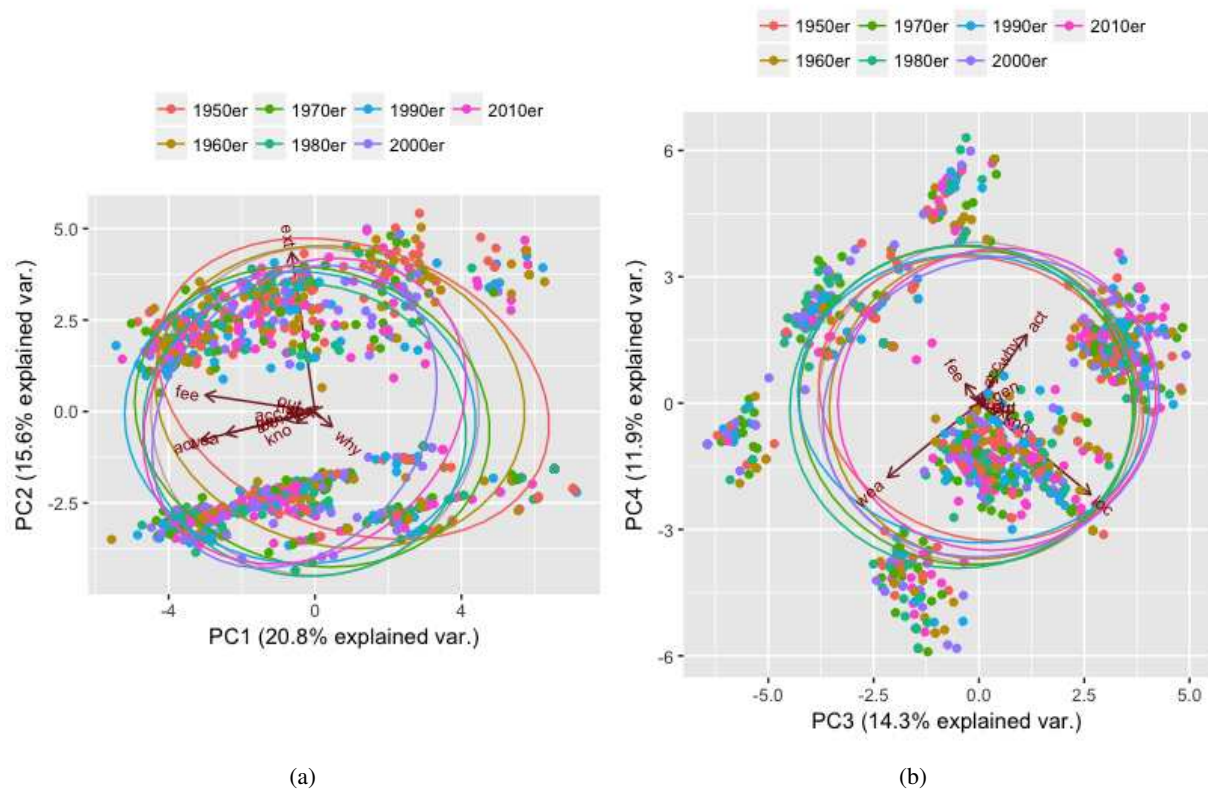 1950er 1970er 1990er 2010er
1960er 1980er 2000er
PC2 (15.6% explained var.)
5.0
2.5
0.0
-2.5
ext
fee
out
kno
why
-4 0 4
PC1 (20.8% explained var.)
(a)
1950er 1970er 1990er 2010er
1960er 1980er 2000er
PC4 (11.9% explained var.)
6
3
0
-3
-6
act
why
fee
gen
kno
wea
-5.0 -2.5 0.0 2.5 5.0
PC3 (14.3% explained var.)
(b)